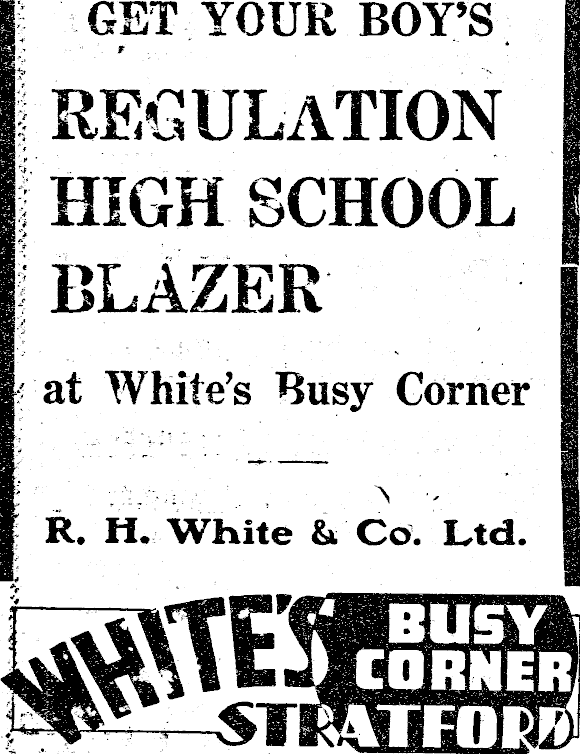 GET YOUR BOY'S
REGULATION
HIGH SCHOOL
BLAZER
at White's Busy Corner
R. H. White & Co. Ltd.
WHITE'S BUSY
CORNER
STRATFORD